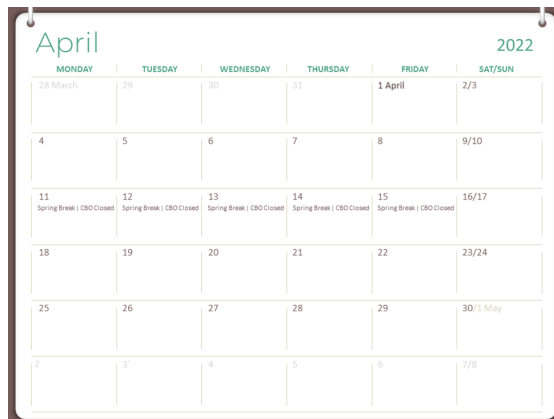 April
2022
MONDAY TUESDAY WEDNESDAY THURSDAY FRIDAY SAT/SUN
28 March 29 30 31 1 April 2/3
4 5 6 7 8 9/10
11 12 13 14 15 16/17
Spring Break | CBO Closed Spring Break | CBO Closed Spring Break | CBO Closed Spring Break | CBO Closed Spring Break | CBO Closed
18 19 20 21 22 23/24
25 26 27 28 29 30/1 May
2 3` 4 5 6 7/8